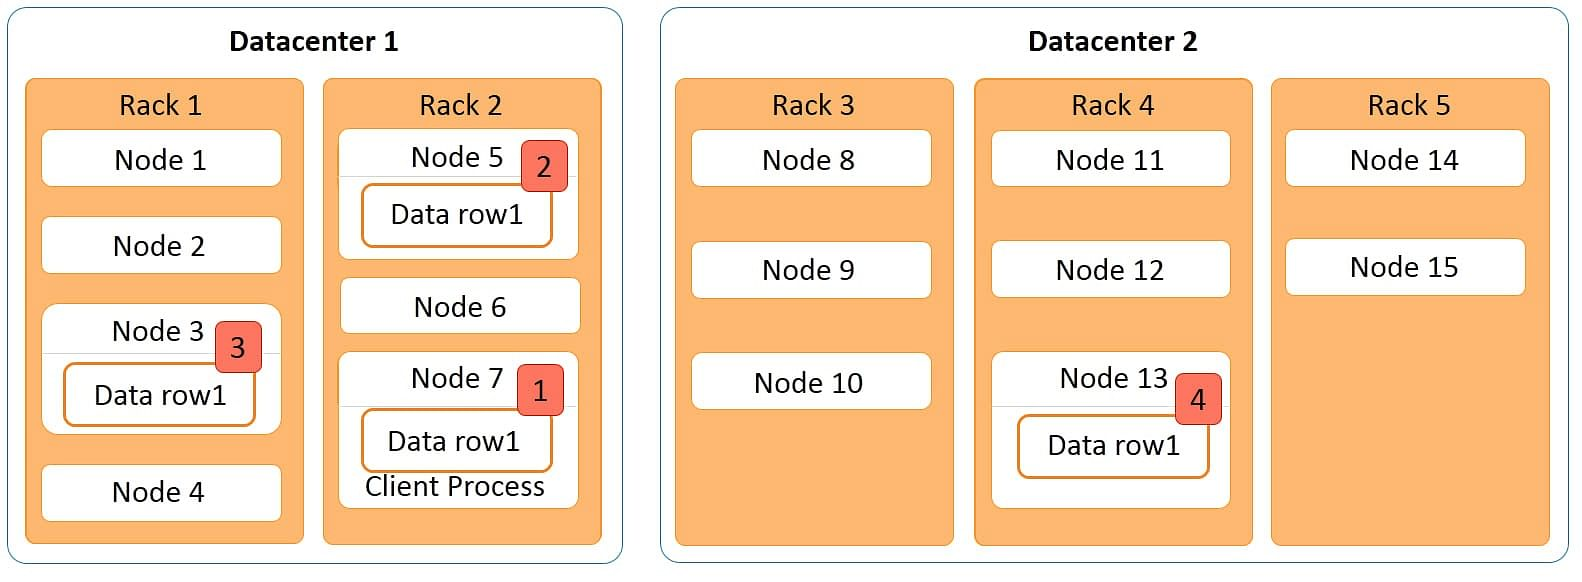 Datacenter 1
Rack 1
Node 1
Node 2
Node 3
3
Data row1
Node 4
Rack 2
Node 5
2
Data row1
Node 6
Node 7
1
Data row1
Client Process
Datacenter 2
Rack 3
Node 8
Node 9
Node 10
Rack 4
Node 11
Node 12
Node 13
4
Data row1
Rack 5
Node 14
Node 15